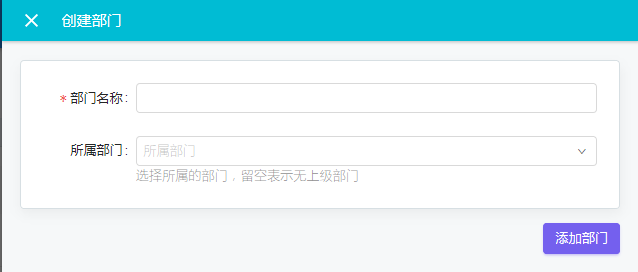 创建部门
* 部门名称 :
所属部门 : 所属部门
选择所属的部门，留空表示无上级部门
添加部门